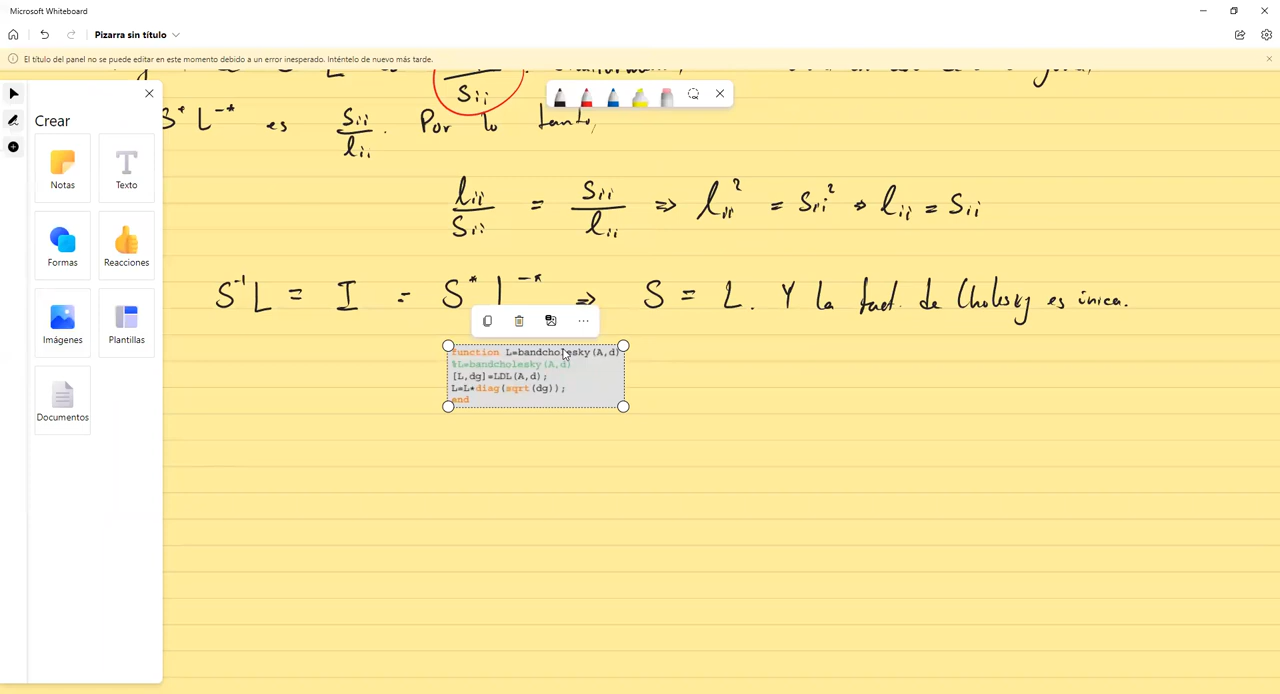 Microsoft Whiteboard
Pizarra sin título
El título del panel no se puede editar en este momento debido a un error inesperado. Inténtelo de nuevo más tarde.
Crear
Notas
Texto
Formas
Reacciones
Imágenes
Plantillas
Documentos
Sii
L^-* es Sii/lii. Por lo tanto,
lii/Sii = Sii/lii ⇒ lii² = Sii² ⇒ lii = Sii
S^-1 L = I = S* L^-* ⇒ S = L. Y la fact. de Cholesky es única.
function L=bandcholesky(A,d)
%L=bandcholesky(A,d)
[L,dg]=LDL(A,d);
L=L*diag(sqrt(dg));
end